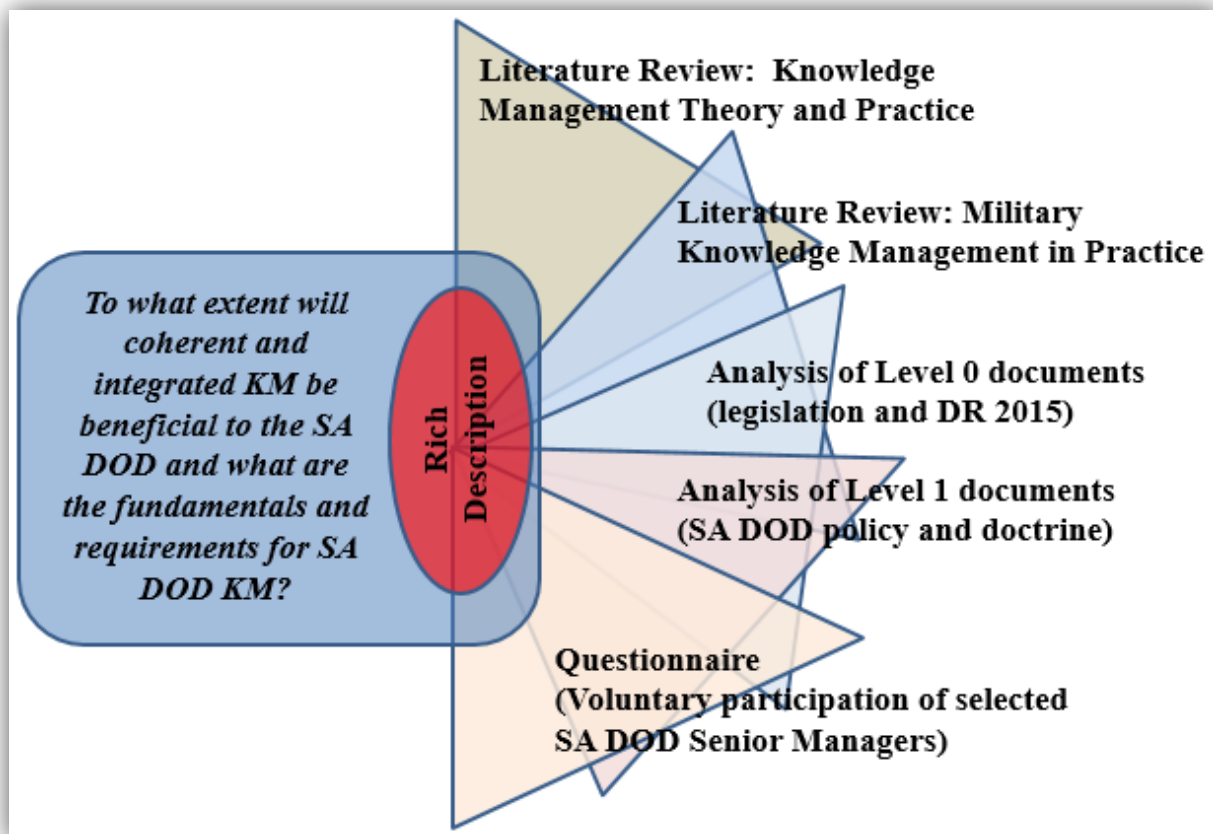 Literature Review: Knowledge
Management Theory and Practice
Literature Review: Military
Knowledge Management in Practice
To what extent will
coherent and
integrated KM be
beneficial to the SA
DOD and what are
the fundamentals and
requirements for SA
DOD KM?
Rich
Description
Analysis of Level 0 documents
(legislation and DR 2015)
Analysis of Level 1 documents
(SA DOD policy and doctrine)
Questionnaire
(Voluntary participation of selected
SA DOD Senior Managers)